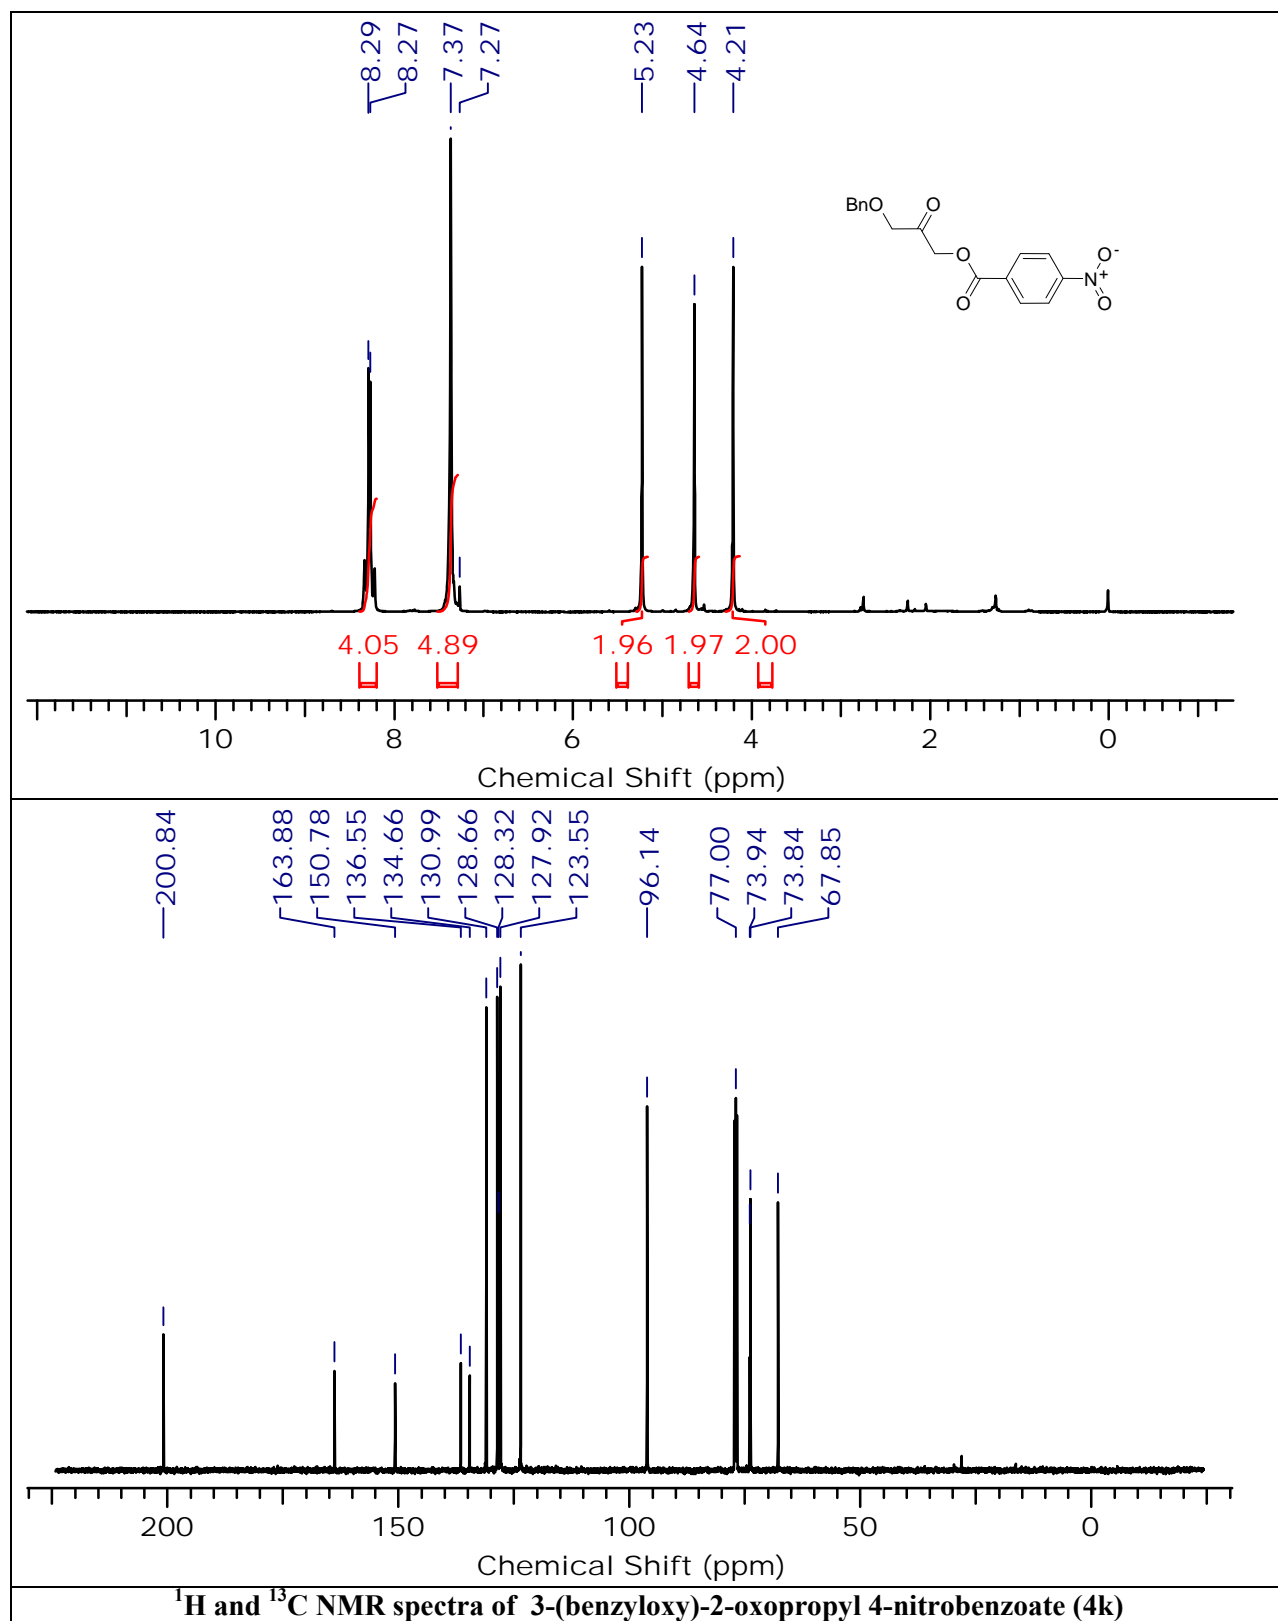 8.29
8.27
7.37
7.27
5.23
4.64
4.21
BnO
O
O
O
N+
O-
O
4.05 4.89 1.96 1.97 2.00
10 8 6 4 2 0
Chemical Shift (ppm)
200.84
163.88
150.78
136.55
134.66
130.99
128.66
128.32
127.92
123.55
96.14
77.00
73.94
73.84
67.85
200 150 100 50 0
Chemical Shift (ppm)
¹H and ¹³C NMR spectra of 3-(benzyloxy)-2-oxopropyl 4-nitrobenzoate (4k)